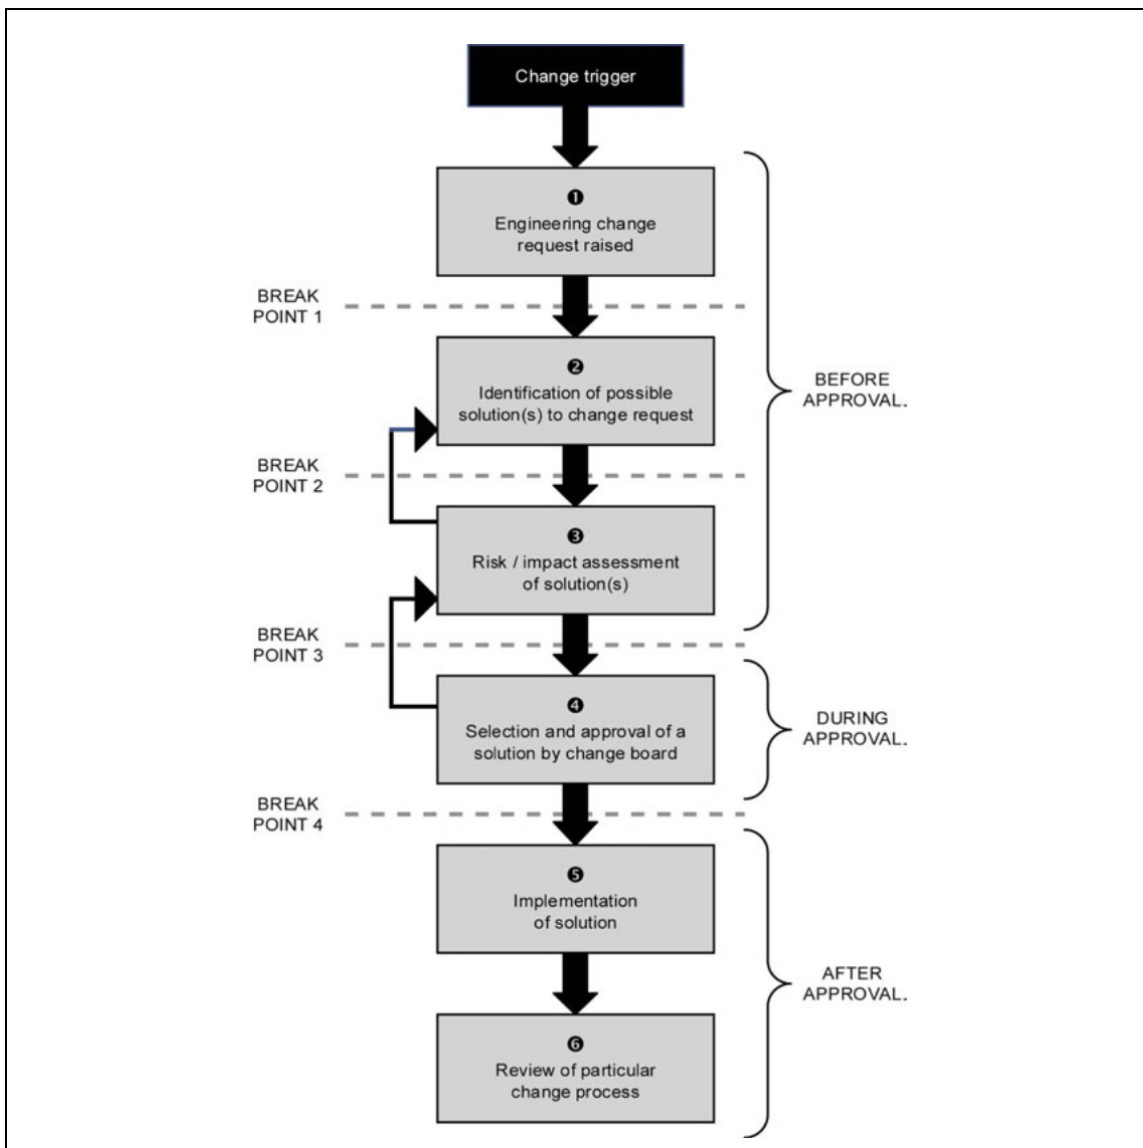 Change trigger
❶
Engineering change
request raised
BREAK
POINT 1
❷
Identification of possible
solution(s) to change request
BEFORE
APPROVAL.
BREAK
POINT 2
❸
Risk / impact assessment
of solution(s)
BREAK
POINT 3
❹
Selection and approval of a
solution by change board
DURING
APPROVAL.
BREAK
POINT 4
❺
Implementation
of solution
AFTER
APPROVAL.
❻
Review of particular
change process